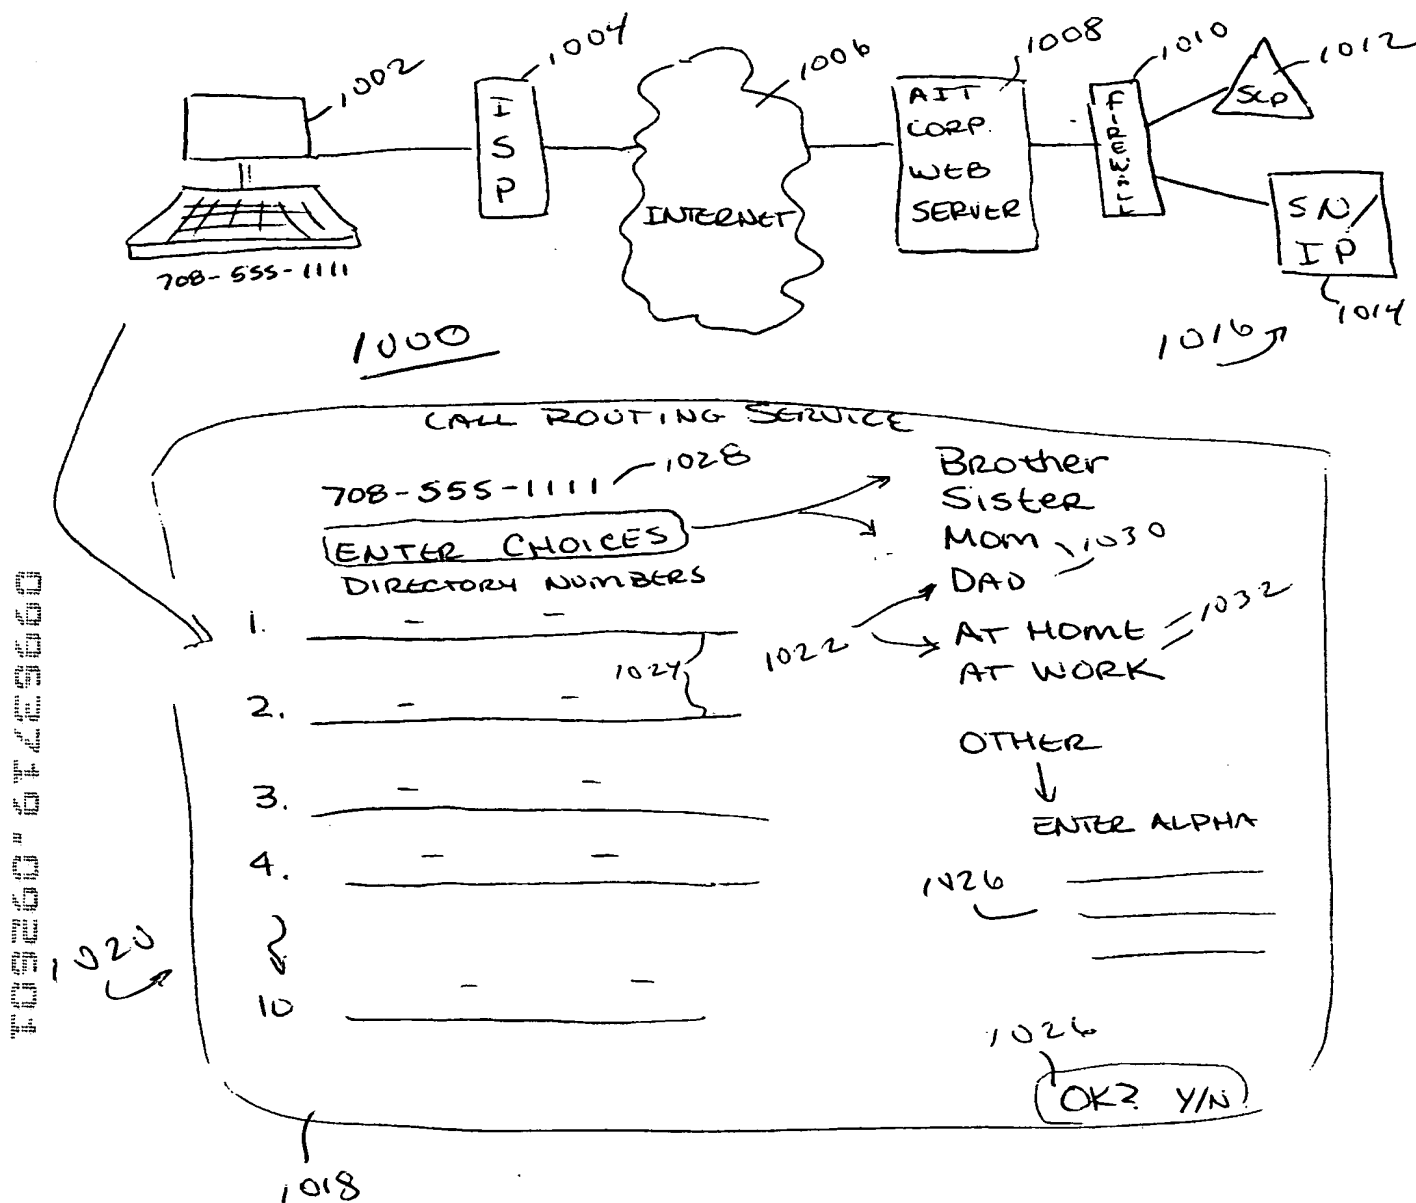 1002
1004
1006
1008
1010
1012
ISP
INTERNET
AIT
CORP.
WEB
SERVER
FIREWALL
SCP
SN/
IP
708-555-1111
1014
1016
1000
CALL ROUTING SERVICE
708-555-1111
1028
ENTER CHOICES
DIRECTORY NUMBERS
Brother
Sister
Mom
DAD
1030
AT HOME
AT WORK
1032
1022
1. - -
1024
2. - -
3. - -
4. - -
10 - -
OTHER
ENTER ALPHA
1026
1026
OK? Y/N
1020
1018
09953719.092501